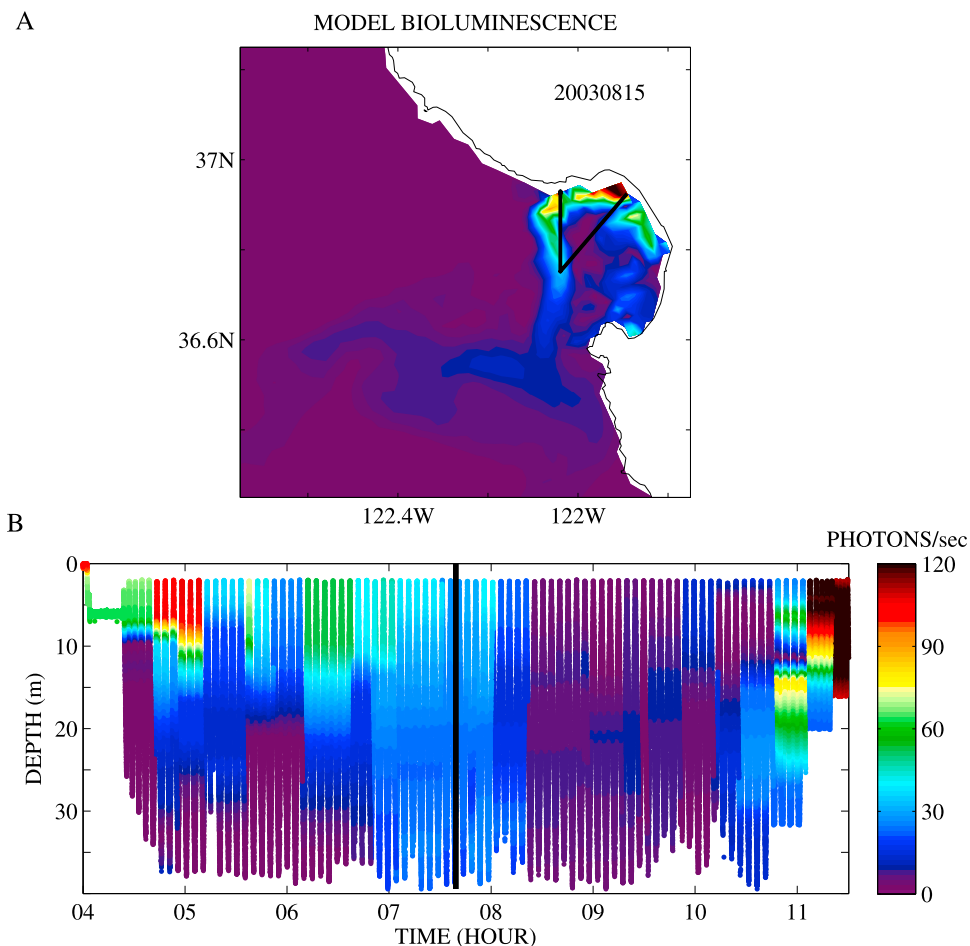 A
MODEL BIOLUMINESCENCE
20030815
37N
36.6N
122.4W
122W
B
PHOTONS/sec
0
10
20
30
DEPTH (m)
04
05
06
07
08
09
10
11
TIME (HOUR)
120
90
60
30
0